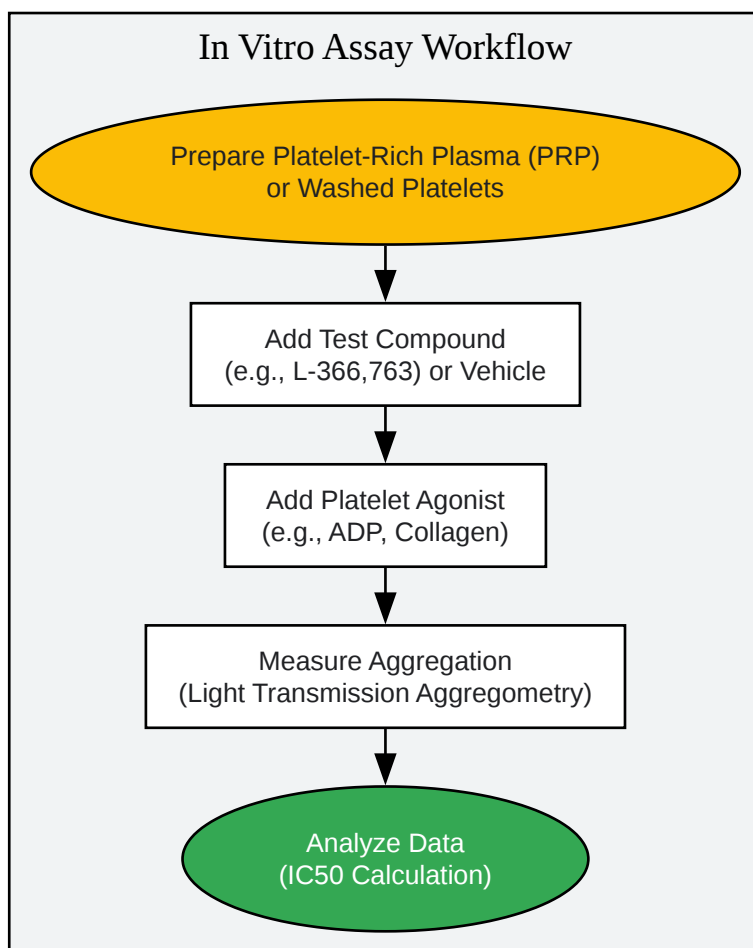 In Vitro Assay Workflow
Prepare Platelet-Rich Plasma (PRP)
or Washed Platelets
Add Test Compound
(e.g., L-366,763) or Vehicle
Add Platelet Agonist
(e.g., ADP, Collagen)
Measure Aggregation
(Light Transmission Aggregometry)
Analyze Data
(IC50 Calculation)